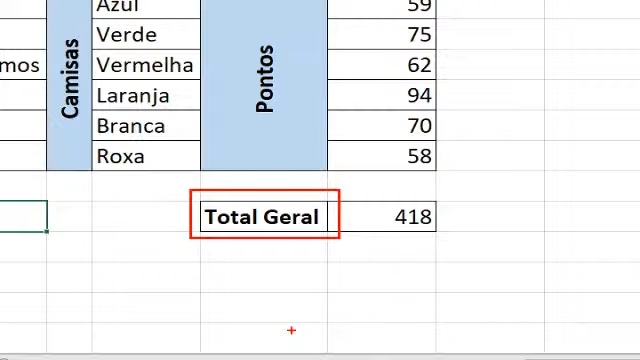 Azul 59
Verde 75
mos Vermelha 62
Camisas Laranja Pontos 94
Branca 70
Roxa 58
Total Geral 418